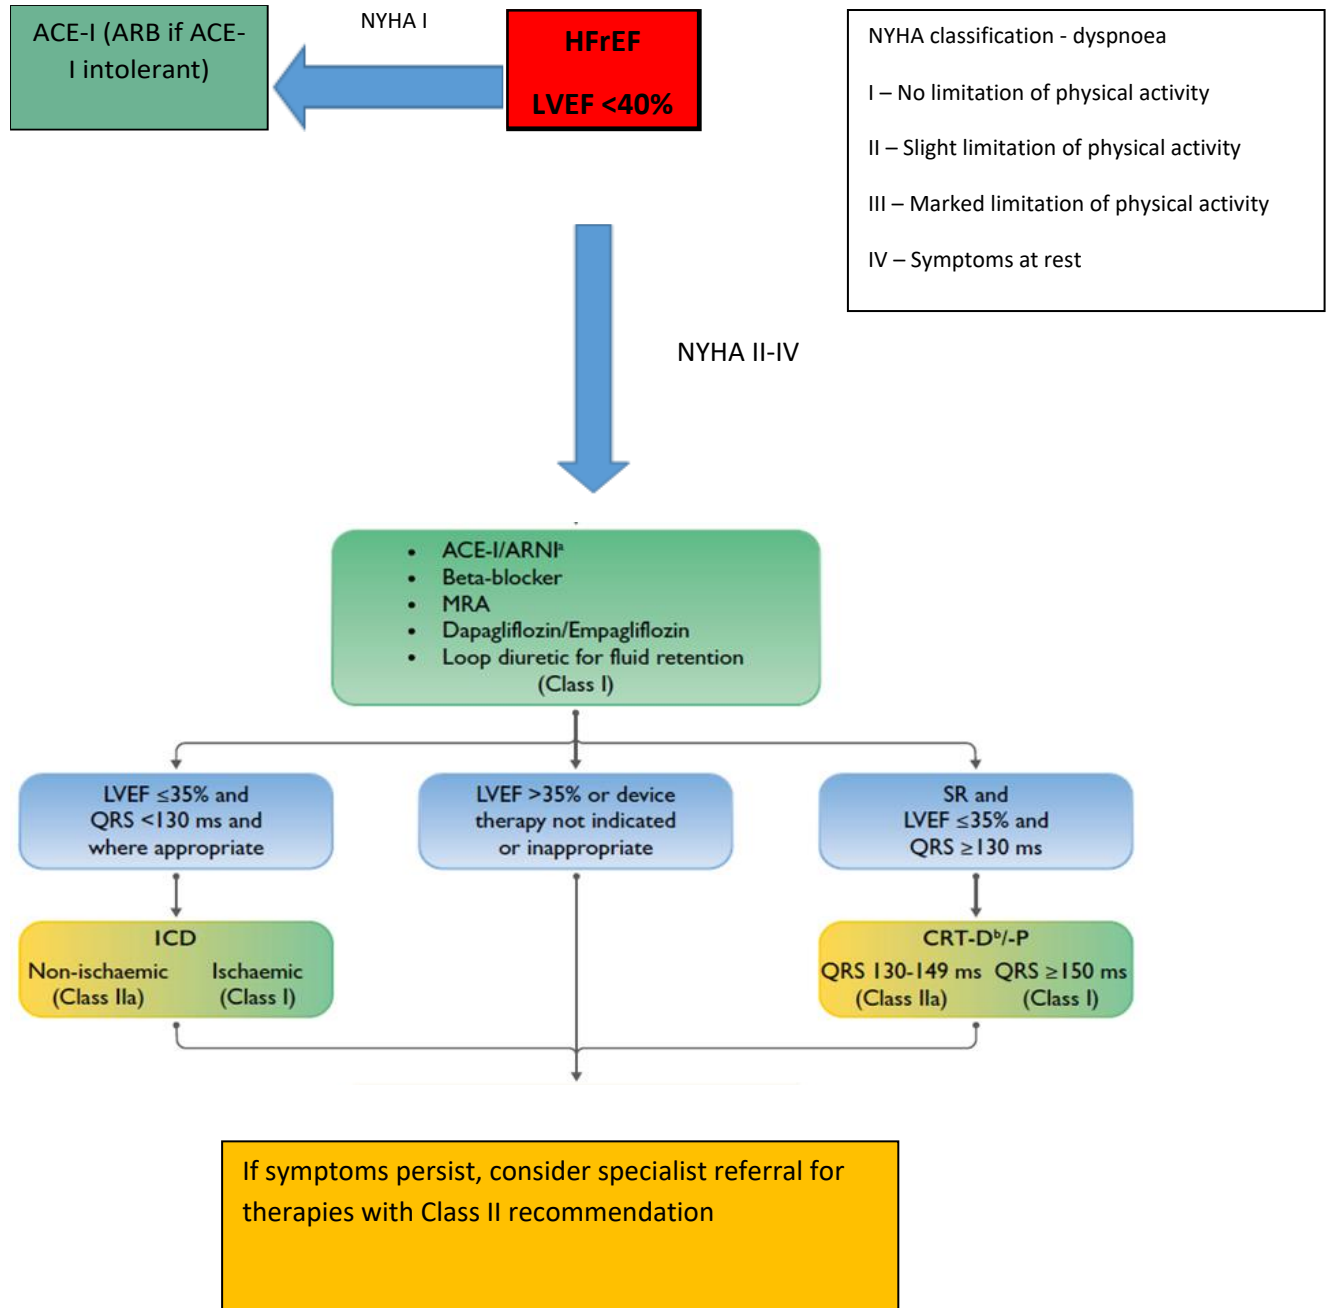 ACE-I (ARB if ACE-
I intolerant)
NYHA I
HFrEF
LVEF <40%
NYHA classification - dyspnoea
I – No limitation of physical activity
II – Slight limitation of physical activity
III – Marked limitation of physical activity
IV – Symptoms at rest
NYHA II-IV
• ACE-I/ARNIᵃ
• Beta-blocker
• MRA
• Dapagliflozin/Empagliflozin
• Loop diuretic for fluid retention
(Class I)
LVEF ≤35% and
QRS <130 ms and
where appropriate
LVEF >35% or device
therapy not indicated
or inappropriate
SR and
LVEF ≤35% and
QRS ≥130 ms
ICD
Non-ischaemic Ischaemic
(Class IIa) (Class I)
CRT-Dᵇ/-P
QRS 130-149 ms QRS ≥150 ms
(Class IIa) (Class I)
If symptoms persist, consider specialist referral for
therapies with Class II recommendation